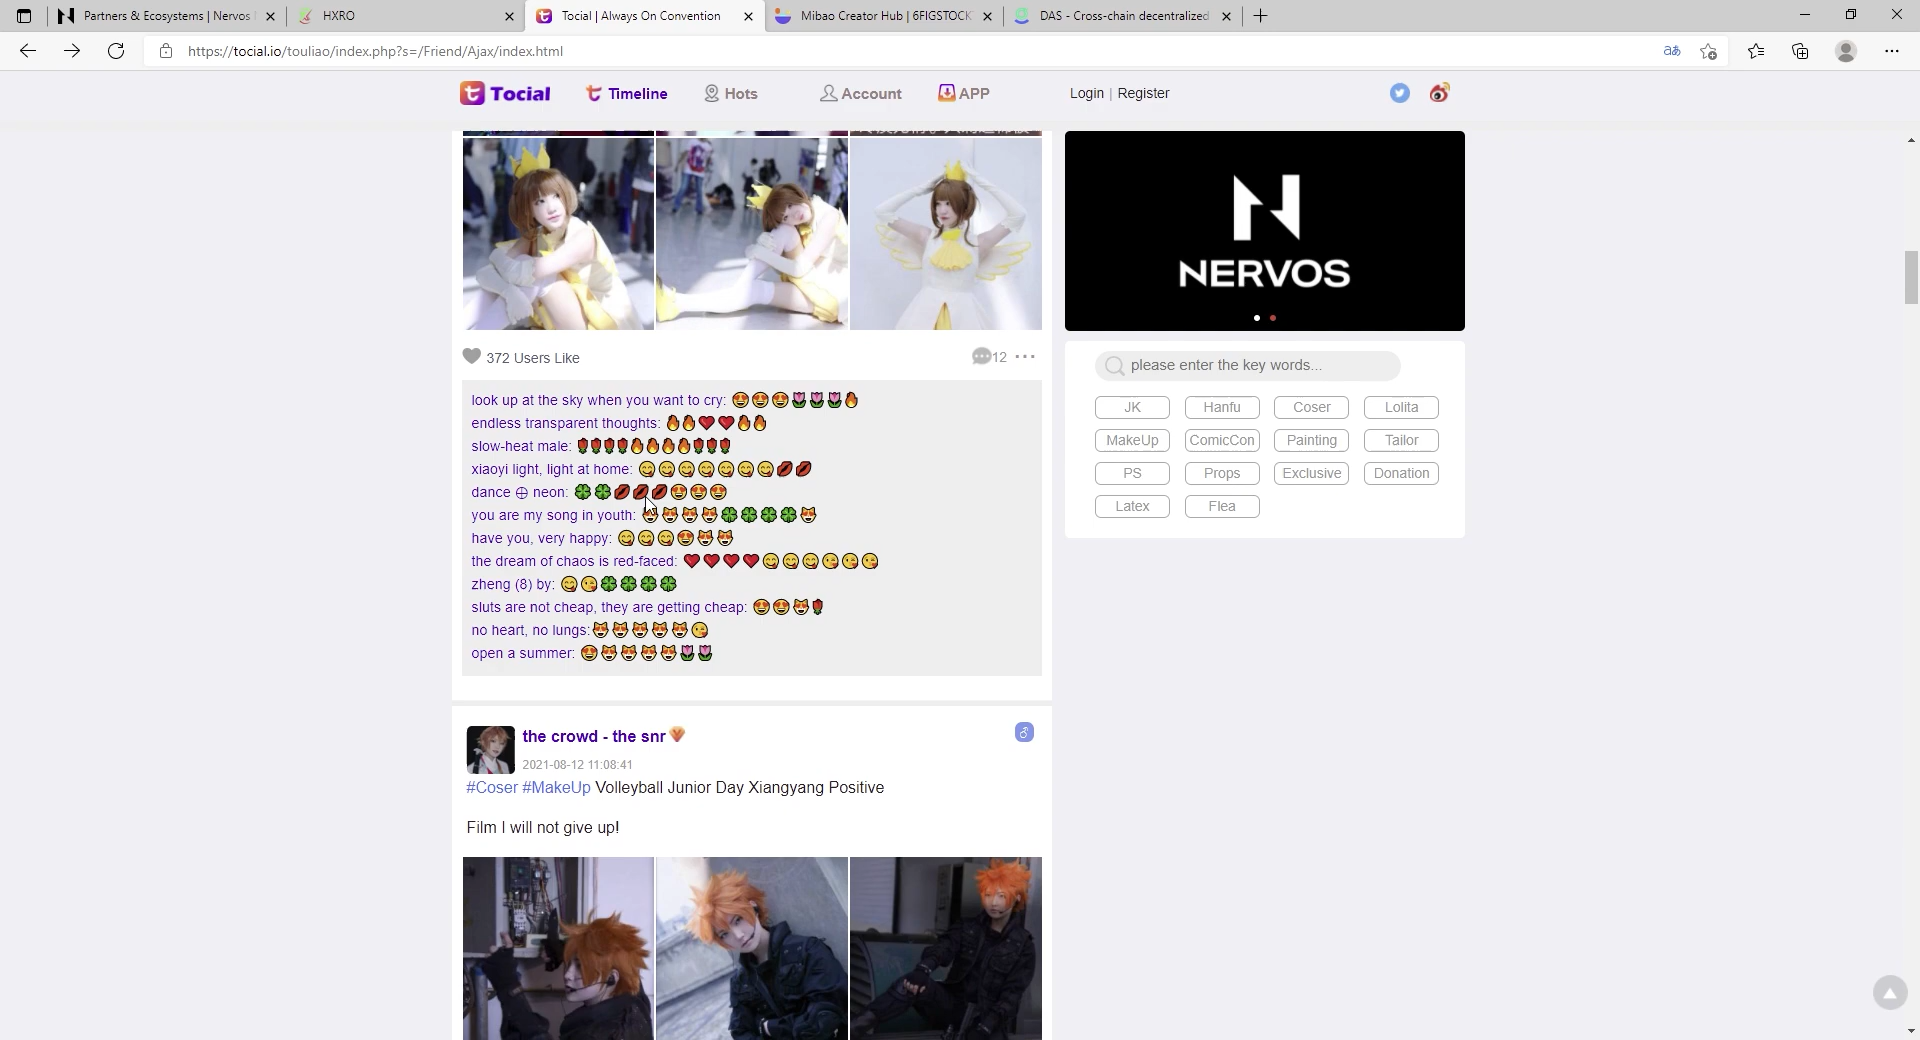 Partners & Ecosystems | Nervos
HXRO
Tocial | Always On Convention
Mibao Creator Hub | 6FIGSTOCK
DAS - Cross-chain decentralized
https://tocial.io/touliao/index.php?s=/Friend/Ajax/index.html
Tocial
Timeline
Hots
Account
APP
Login | Register
NERVOS
372 Users Like
12
look up at the sky when you want to cry: 😍😍😍🌷🌷🌷🔥
endless transparent thoughts: 🔥🔥❤️❤️🔥🔥
slow-heat male: 🌹🌹🌹🌹🔥🔥🔥🔥🌹🌹🌹
xiaoyi light, light at home: 😋😋😋😋😋😋😋💋💋
dance ⊕ neon: 🍀🍀💋💋💋😍😍😍
you are my song in youth: 😻😻😻😻🍀🍀🍀🍀😻
have you, very happy: 😋😋😋😍😻😻
the dream of chaos is red-faced: ❤️❤️❤️❤️😋😋😋😘😘😘
zheng (8) by: 😋😘🍀🍀🍀🍀
sluts are not cheap, they are getting cheap: 😍😍😻🌹
no heart, no lungs:😻😻😻😻😻😘
open a summer: 😍😻😻😻😻🌷🌷
please enter the key words...
JK
Hanfu
Coser
Lolita
MakeUp
ComicCon
Painting
Tailor
PS
Props
Exclusive
Donation
Latex
Flea
the crowd - the snr
2021-08-12 11:08:41
#Coser #MakeUp Volleyball Junior Day Xiangyang Positive
Film I will not give up!